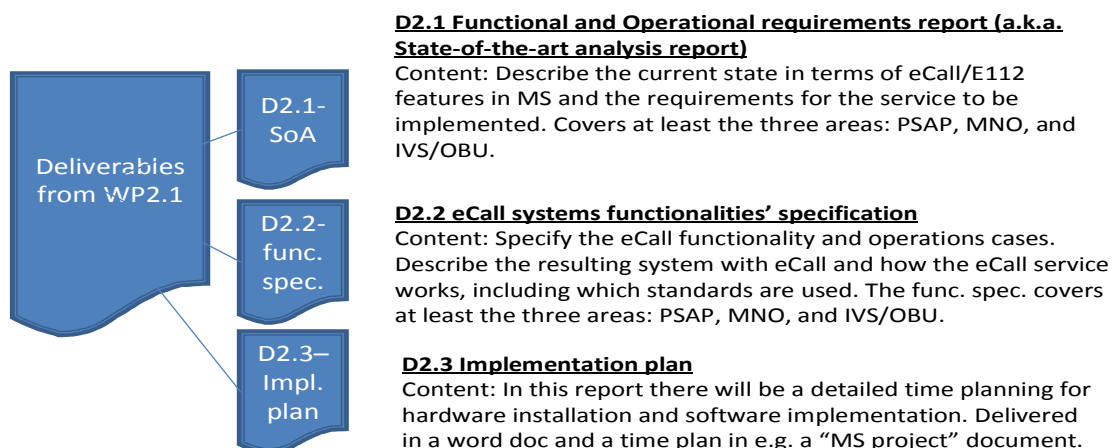 Deliverabies
from WP2.1
D2.1-
SoA
D2.2-
func.
spec.
D2.3–
Impl.
plan
D2.1 Functional and Operational requirements report (a.k.a.
State-of-the-art analysis report)
Content: Describe the current state in terms of eCall/E112
features in MS and the requirements for the service to be
implemented. Covers at least the three areas: PSAP, MNO, and
IVS/OBU.
D2.2 eCall systems functionalities’ specification
Content: Specify the eCall functionality and operations cases.
Describe the resulting system with eCall and how the eCall service
works, including which standards are used. The func. spec. covers
at least the three areas: PSAP, MNO, and IVS/OBU.
D2.3 Implementation plan
Content: In this report there will be a detailed time planning for
hardware installation and software implementation. Delivered
in a word doc and a time plan in e.g. a “MS project” document.